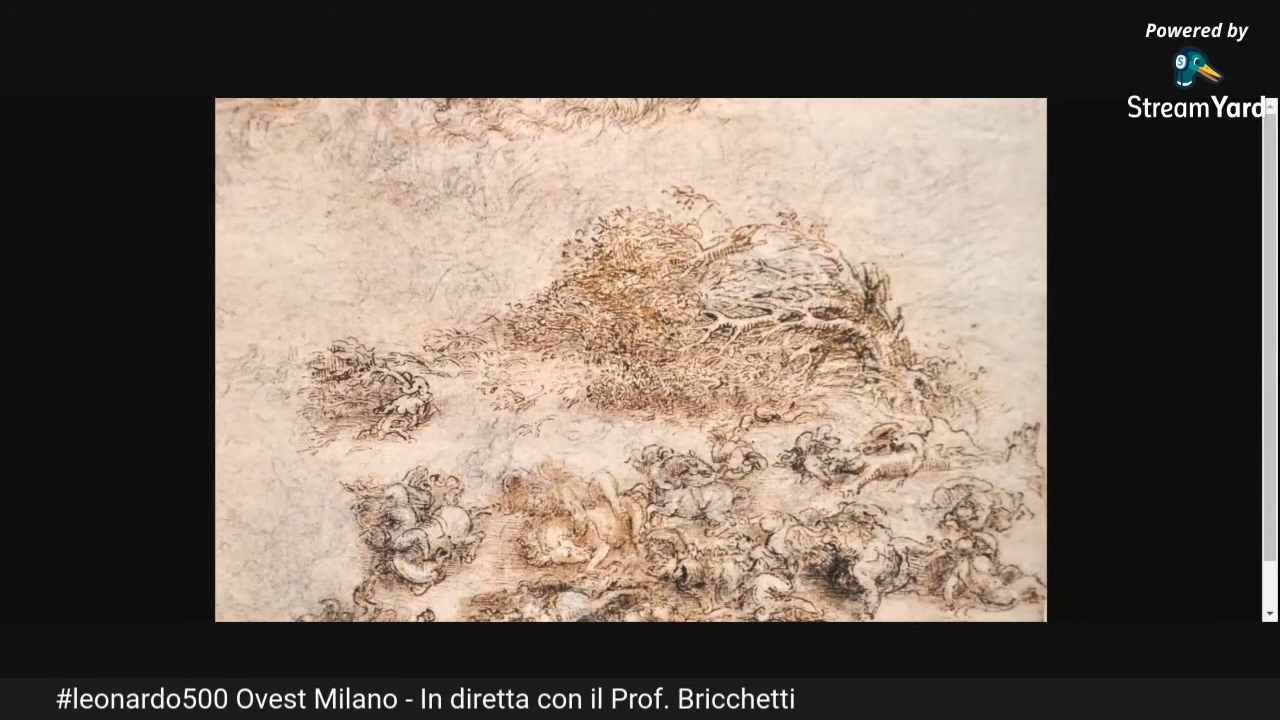 Powered by
StreamYard
#leonardo500 Ovest Milano - In diretta con il Prof. Bricchetti